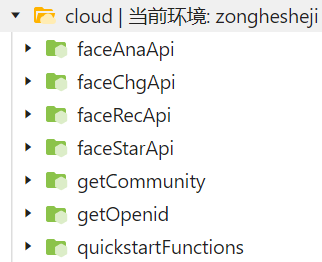 cloud | 当前环境: zonghesheji
faceAnaApi
faceChgApi
faceRecApi
faceStarApi
getCommunity
getOpenid
quickstartFunctions